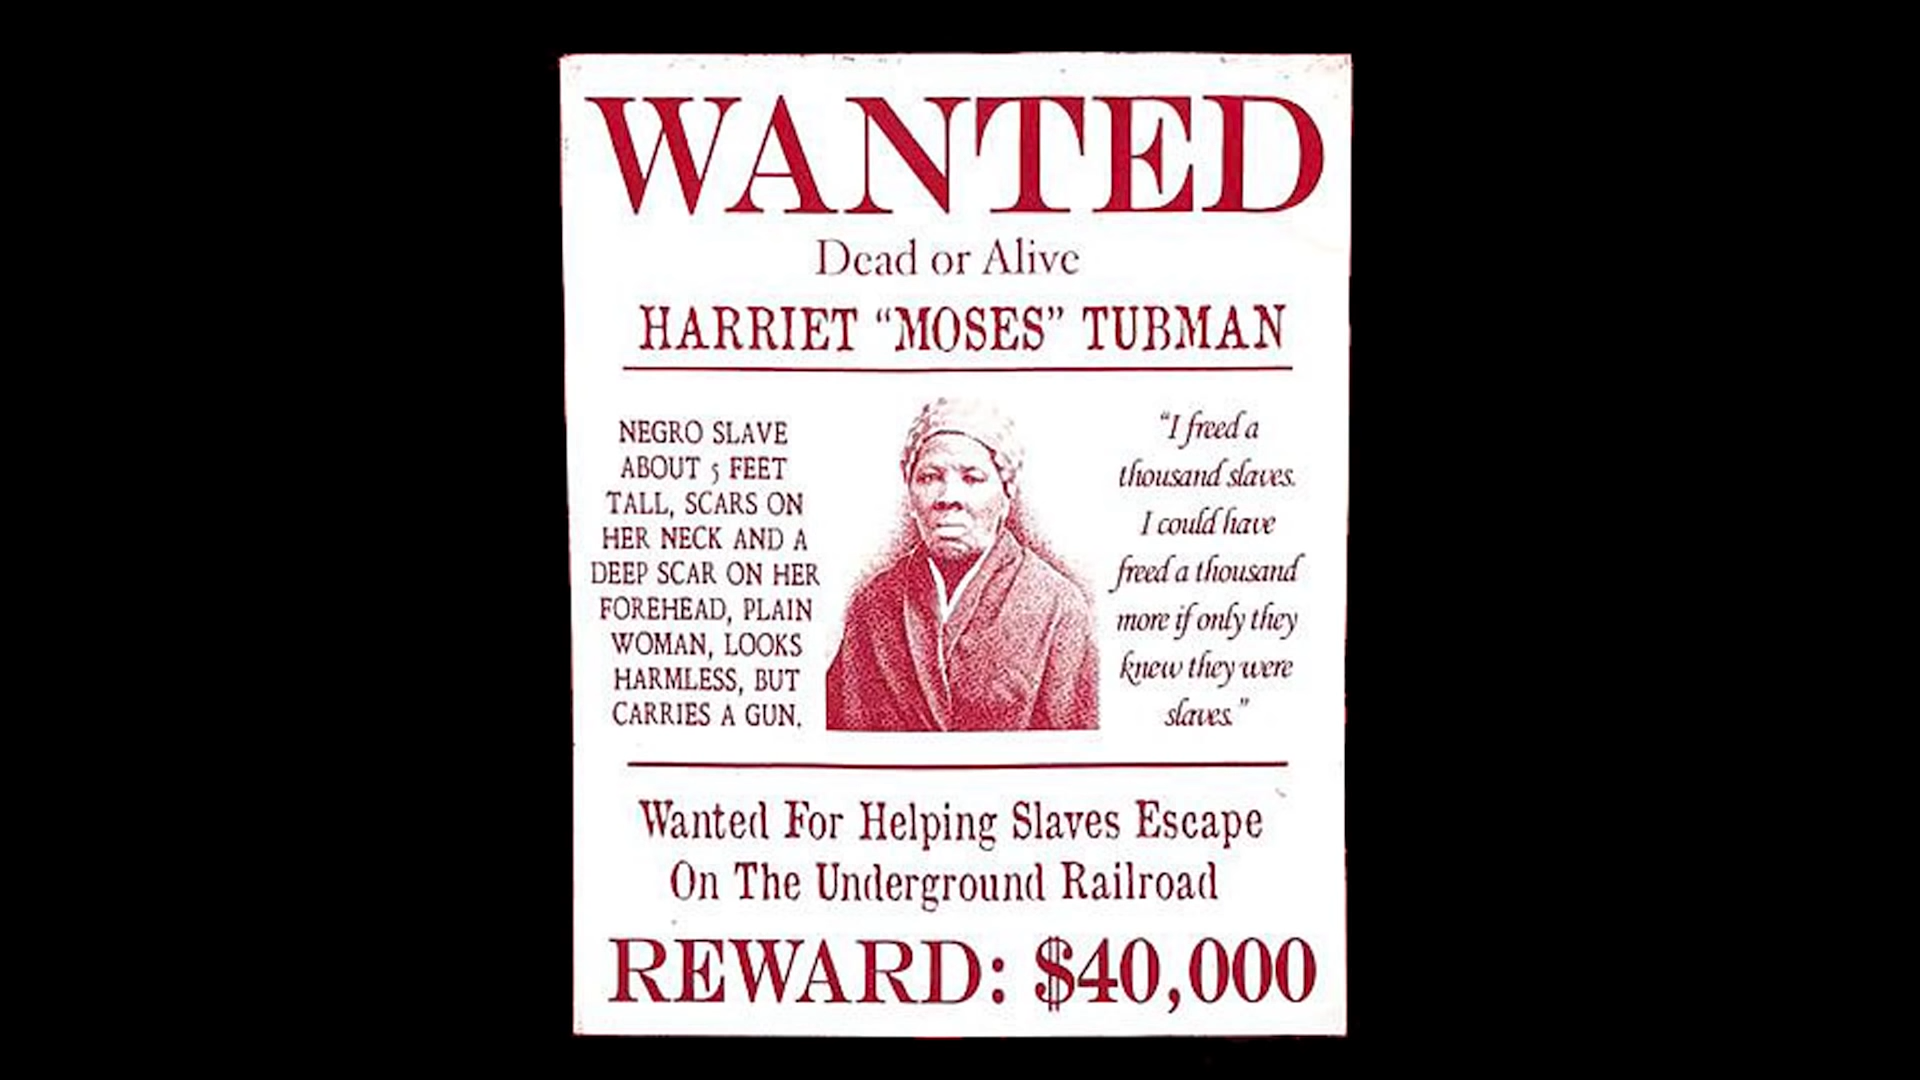 WANTED
Dead or Alive
HARRIET “MOSES” TUBMAN
NEGRO SLAVE
ABOUT 5 FEET
TALL, SCARS ON
HER NECK AND A
DEEP SCAR ON HER
FOREHEAD, PLAIN
WOMAN, LOOKS
HARMLESS, BUT
CARRIES A GUN.
“I freed a
thousand slaves.
I could have
freed a thousand
more if only they
knew they were
slaves.”
Wanted For Helping Slaves Escape
On The Underground Railroad
REWARD: $40,000